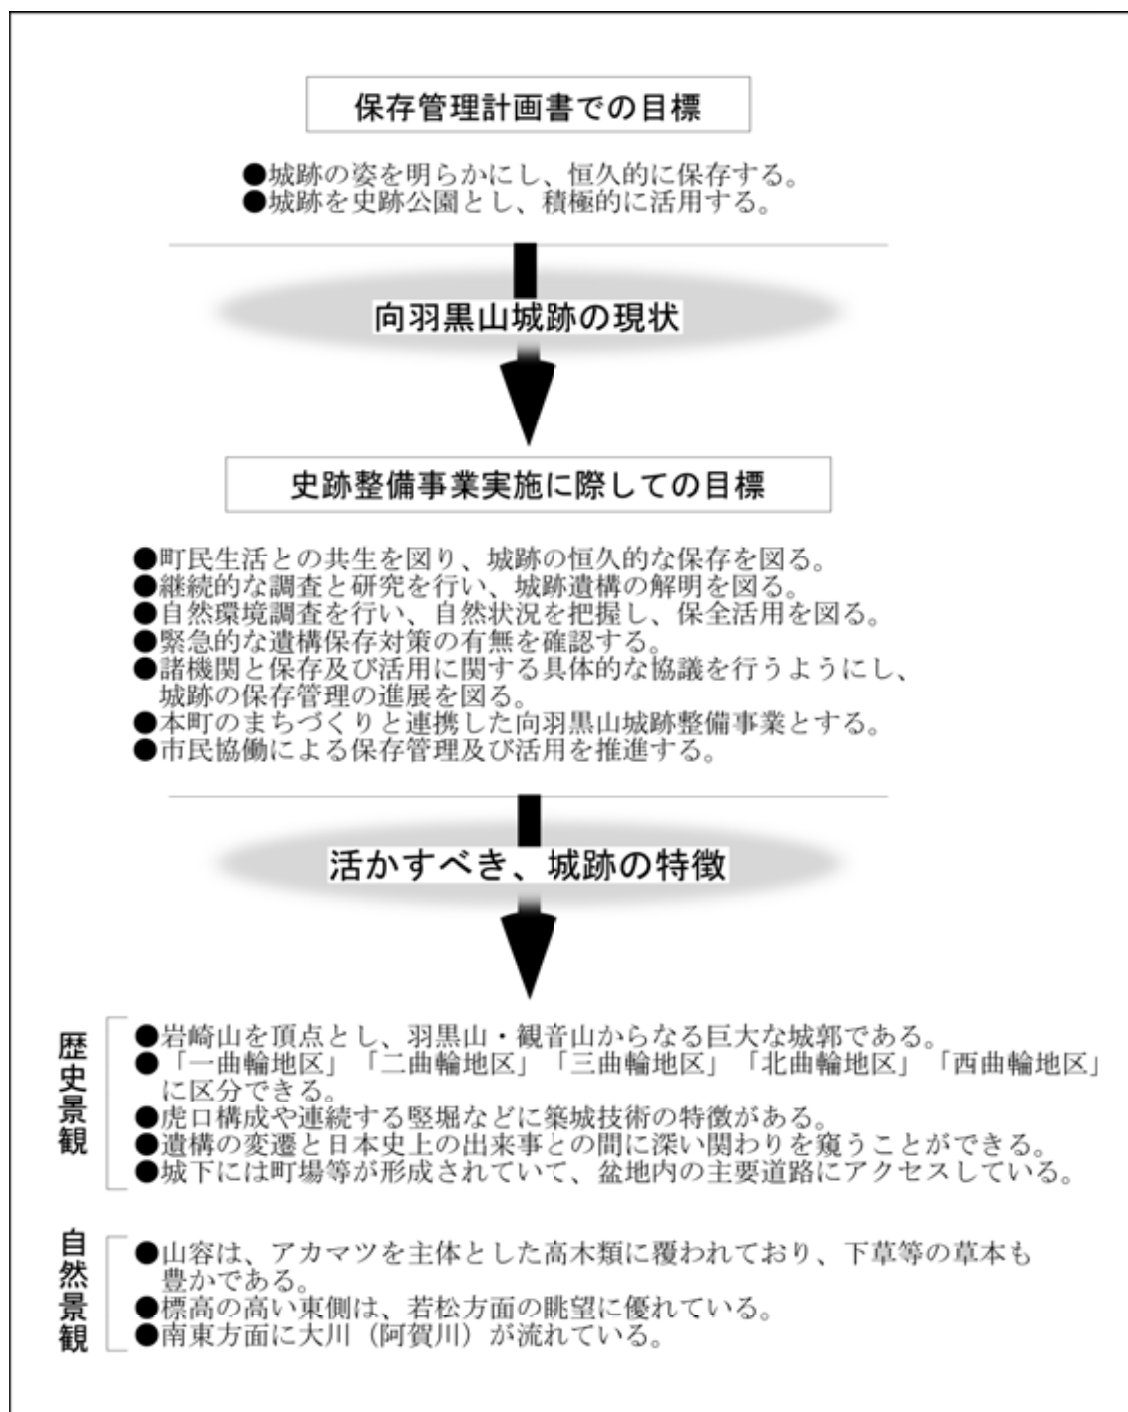 保存管理計画書での目標
●城跡の姿を明らかにし、恒久的に保存する。
●城跡を史跡公園とし、積極的に活用する。
向羽黒山城跡の現状
史跡整備事業実施に際しての目標
●町民生活との共生を図り、城跡の恒久的な保存を図る。
●継続的な調査と研究を行い、城跡遺構の解明を図る。
●自然環境調査を行い、自然状況を把握し、保全活用を図る。
●緊急的な遺構保存対策の有無を確認する。
●諸機関と保存及び活用に関する具体的な協議を行うようにし、
城跡の保存管理の進展を図る。
●本町のまちづくりと連携した向羽黒山城跡整備事業とする。
●市民協働による保存管理及び活用を推進する。
活かすべき、城跡の特徴
歴史景観
●岩崎山を頂点とし、羽黒山・観音山からなる巨大な城郭である。
●「一曲輪地区」「二曲輪地区」「三曲輪地区」「北曲輪地区」「西曲輪地区」
に区分できる。
●虎口構成や連続する竪堀などに築城技術の特徴がある。
●遺構の変遷と日本史上の出来事との間に深い関わりを窺うことができる。
●城下には町場等が形成されていて、盆地内の主要道路にアクセスしている。
自然景観
●山容は、アカマツを主体とした高木類に覆われており、下草等の草本も
豊かである。
●標高の高い東側は、若松方面の眺望に優れている。
●南東方面に大川（阿賀川）が流れている。